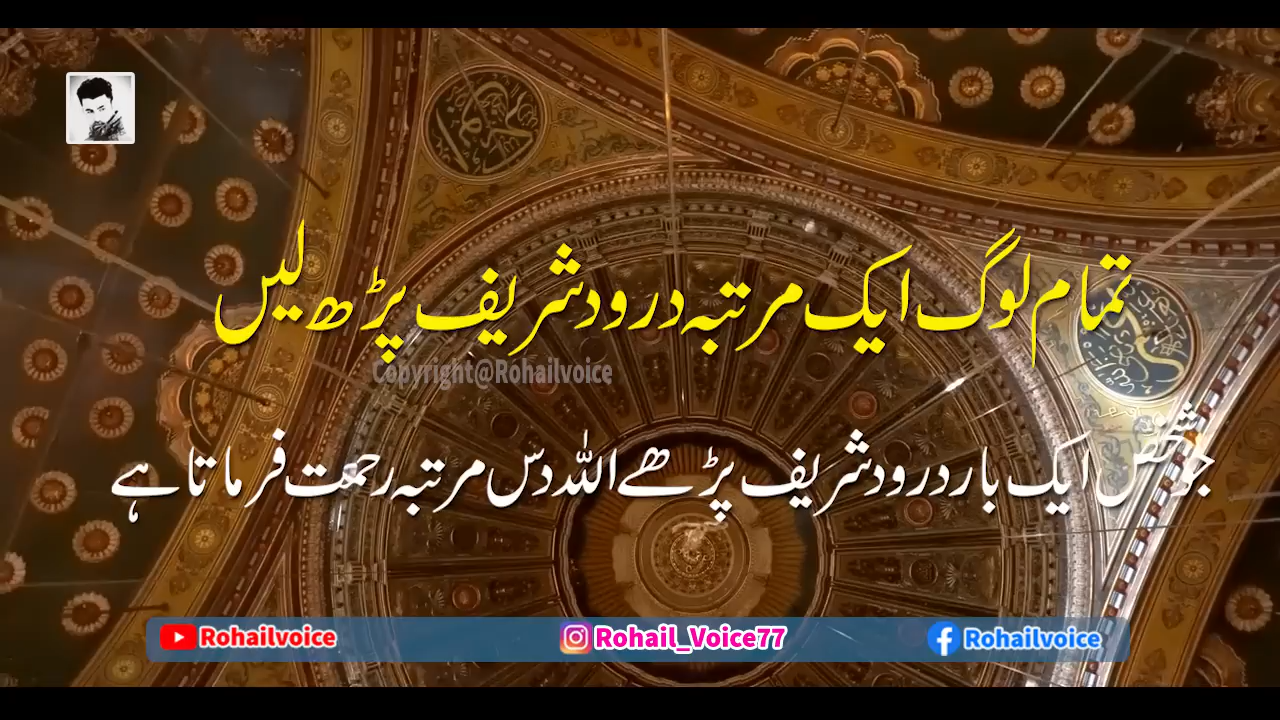 تمام لوگ ایک مرتبہ درود شریف پڑھ لیں
Copyright@Rohailvoice
جو شخص ایک بار درود شریف پڑھے اللہ دس مرتبہ رحمت فرماتا ہے
Rohailvoice
Rohail_Voice77
Rohailvoice